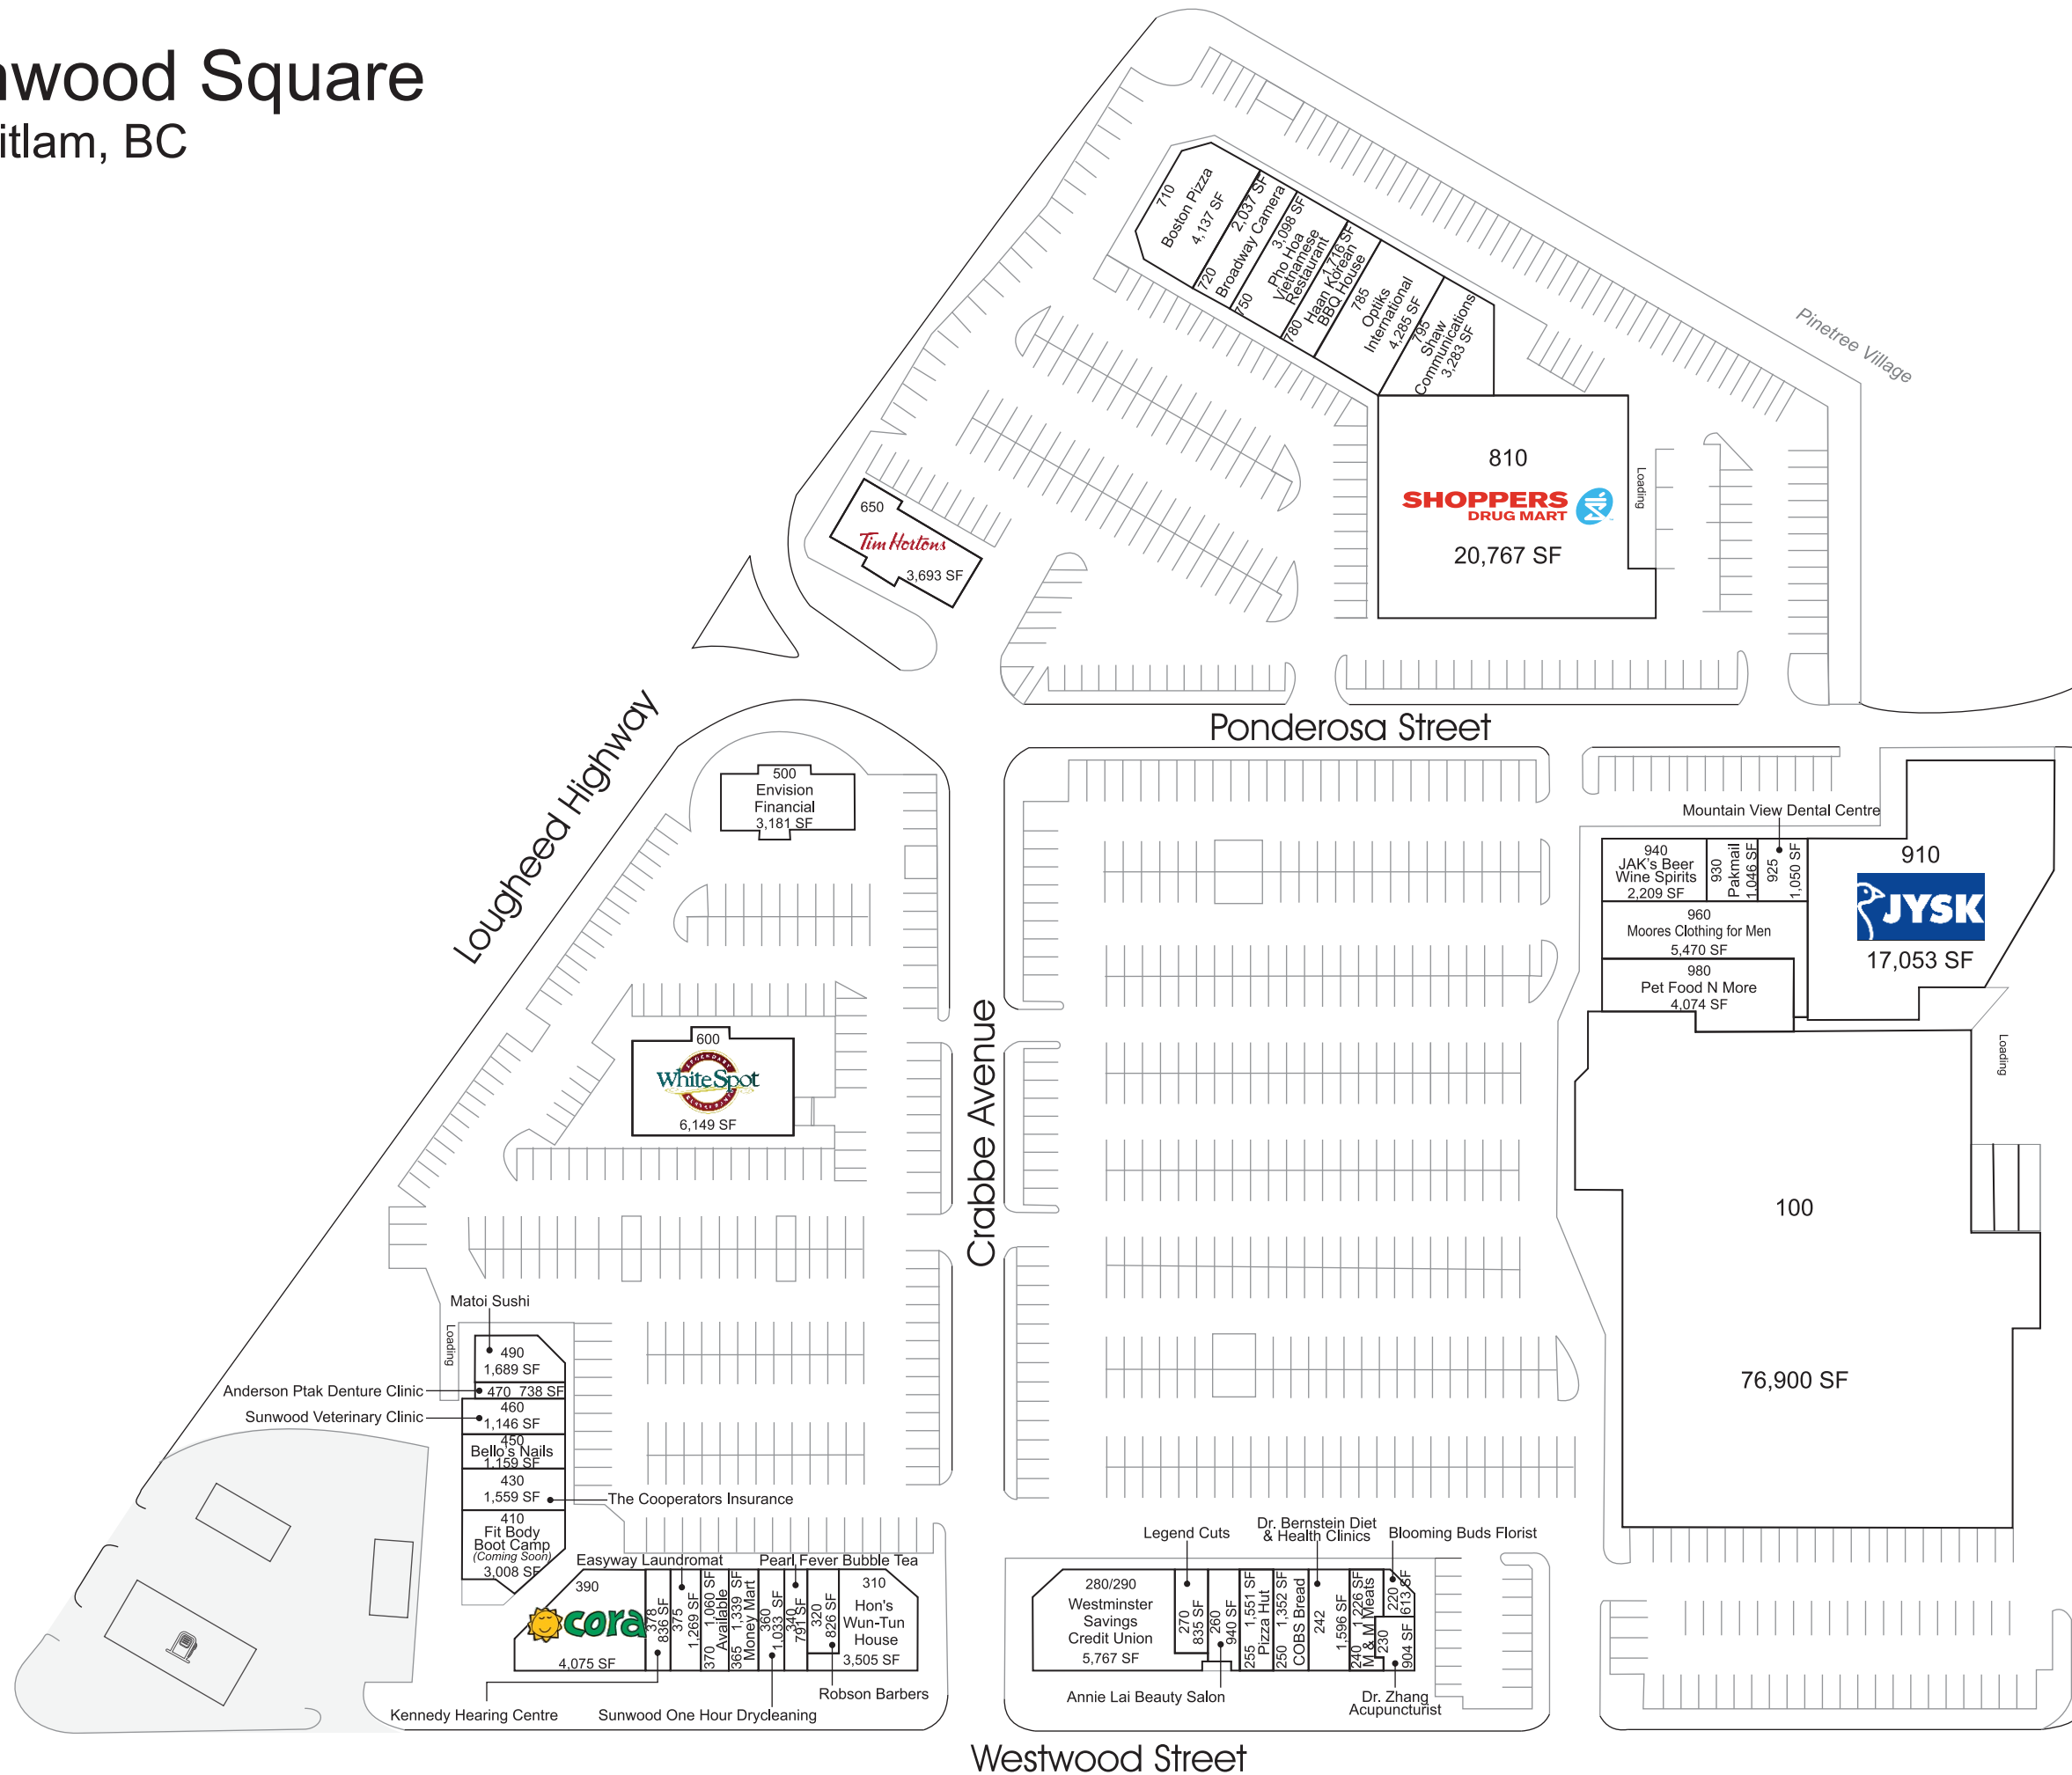 nwood Square
itlam, BC
710
Boston Pizza
4,137 SF
720
Broadway Camera
2,037 SF
750
Pho Hoa
Vietnamese
Restaurant
3,098 SF
780
Haan Korean
BBQ House
1,716 SF
785
Optiks
International
4,285 SF
795
Shaw
Communications
3,283 SF
Pinetree Village
810
SHOPPERS
DRUG MART
20,767 SF
Loading
650
Tim Hortons
3,693 SF
Lougheed Highway
Ponderosa Street
500
Envision
Financial
3,181 SF
Mountain View Dental Centre
940
JAK's Beer
Wine Spirits
2,209 SF
930
Pakmail
1,046 SF
925
1,050 SF
910
JYSK
17,053 SF
960
Moores Clothing for Men
5,470 SF
980
Pet Food N More
4,074 SF
Loading
Crabbe Avenue
600
LEGENDARY
White Spot
6,149 SF
100
76,900 SF
Matoi Sushi
Loading
490
1,689 SF
Anderson Ptak Denture Clinic
470 738 SF
Sunwood Veterinary Clinic
460
1,146 SF
450
Bello's Nails
1,159 SF
430
1,559 SF
The Cooperators Insurance
410
Fit Body
Boot Camp
(Coming Soon)
3,008 SF
Easyway Laundromat
Pearl Fever Bubble Tea
390
cora
4,075 SF
378
836 SF
375
1,269 SF
370 1,060 SF
Available
365 1,339 SF
Money Mart
360
1,033 SF
340
791 SF
320
826 SF
310
Hon's
Wun-Tun
House
3,505 SF
Robson Barbers
Kennedy Hearing Centre
Sunwood One Hour Drycleaning
Legend Cuts
Dr. Bernstein Diet
& Health Clinics
Blooming Buds Florist
280/290
Westminster
Savings
Credit Union
5,767 SF
270
835 SF
260
940 SF
255 1,551 SF
Pizza Hut
250 1,352 SF
COBS Bread
242
1,596 SF
240 1,226 SF
M & M Meats
220
613 SF
230
904 SF
Annie Lai Beauty Salon
Dr. Zhang
Acupuncturist
Westwood Street